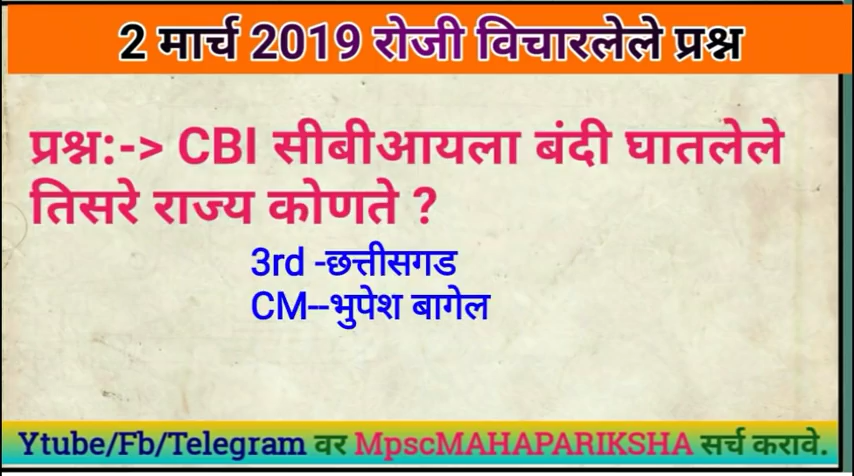 2 मार्च 2019 रोजी विचारलेले प्रश्न
प्रश्न:-> CBI सीबीआयला बंदी घातलेले
तिसरे राज्य कोणते ?
3rd -छत्तीसगड
CM--भुपेश बागेल
Ytube/Fb/Telegram वर MpscMAHAPARIKSHA सर्च करावे.